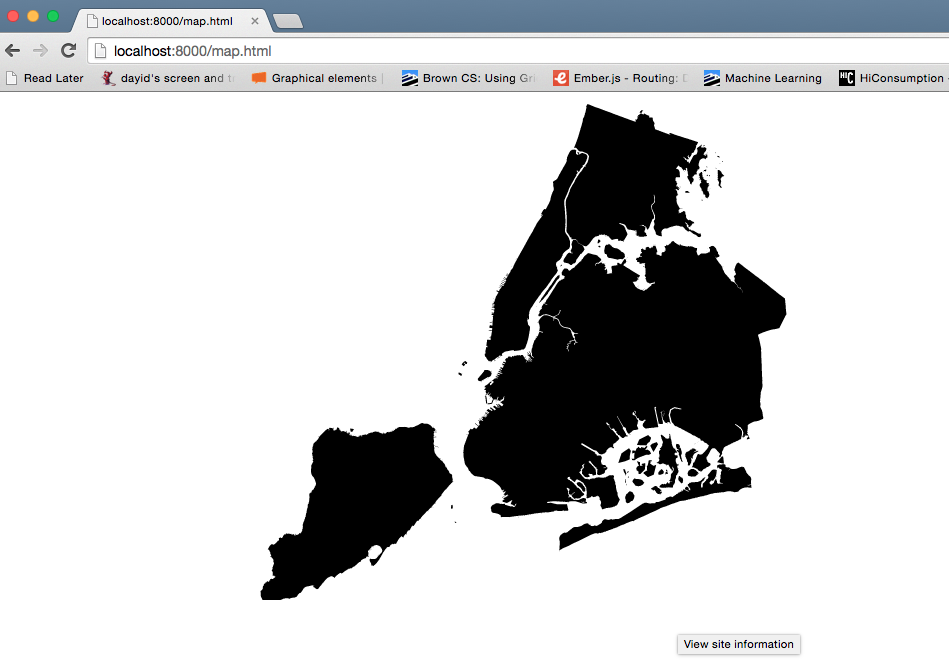 localhost:8000/map.html
localhost:8000/map.html
Read Later dayid's screen and Graphical elements Brown CS: Using Ember.js - Routing: Machine Learning HiC HiConsumption
View site information